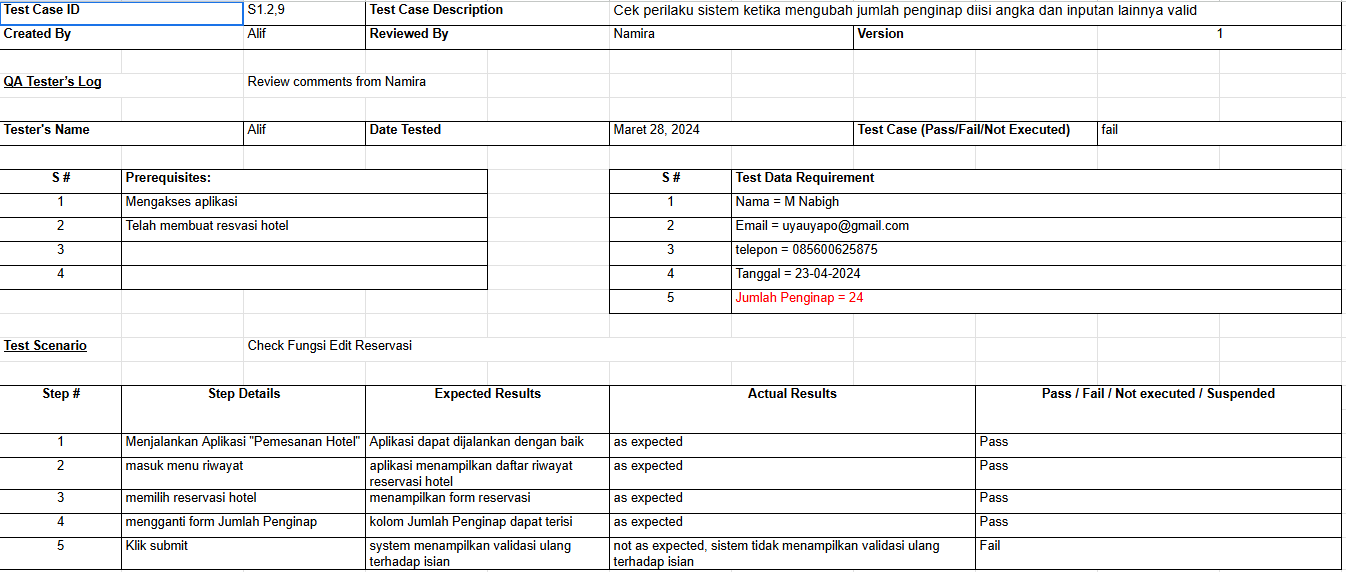 Test Case ID S1.2,9 Test Case Description Cek perilaku sistem ketika mengubah jumlah penginap diisi angka dan inputan lainnya valid
Created By Alif Reviewed By Namira Version 1
QA Tester's Log Review comments from Namira
Tester's Name Alif Date Tested Maret 28, 2024 Test Case (Pass/Fail/Not Executed) fail
S # Prerequisites: S # Test Data Requirement
1 Mengakses aplikasi 1 Nama = M Nabigh
2 Telah membuat resvasi hotel 2 Email = uyauyapo@gmail.com
3 3 telepon = 085600625875
4 4 Tanggal = 23-04-2024
5 Jumlah Penginap = 24
Test Scenario Check Fungsi Edit Reservasi
Step # Step Details Expected Results Actual Results Pass / Fail / Not executed / Suspended
1 Menjalankan Aplikasi "Pemesanan Hotel" Aplikasi dapat dijalankan dengan baik as expected Pass
2 masuk menu riwayat aplikasi menampilkan daftar riwayat as expected Pass
reservasi hotel
3 memilih reservasi hotel menampilkan form reservasi as expected Pass
4 mengganti form Jumlah Penginap kolom Jumlah Penginap dapat terisi as expected Pass
5 Klik submit system menampilkan validasi ulang not as expected, sistem tidak menampilkan validasi ulang Fail
terhadap isian terhadap isian